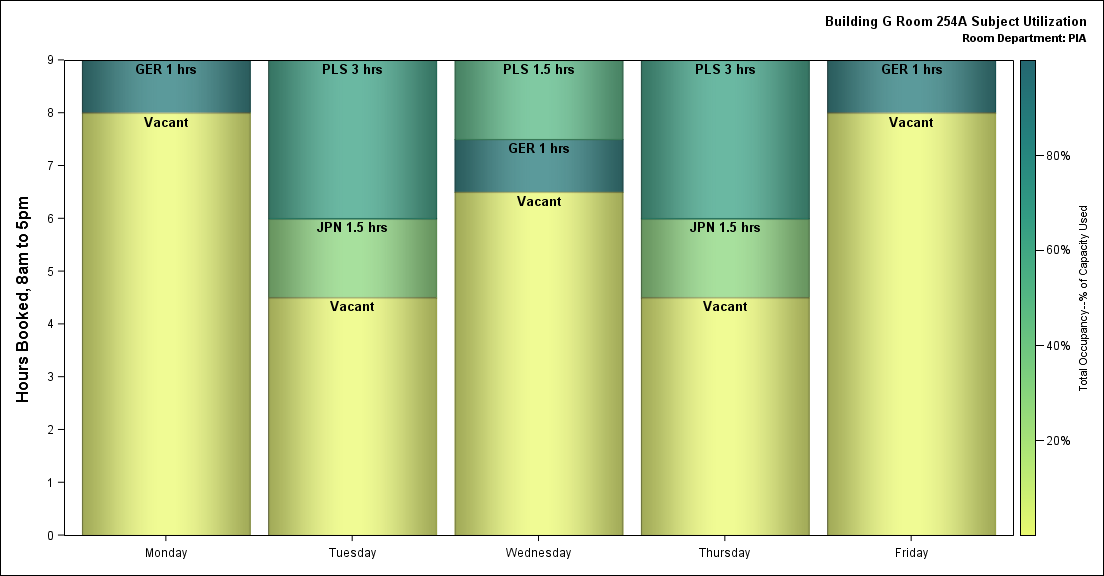 Building G Room 254A Subject Utilization
Room Department: PIA
Hours Booked, 8am to 5pm
9
8
7
6
5
4
3
2
1
0
GER 1 hrs
Vacant
PLS 3 hrs
JPN 1.5 hrs
Vacant
PLS 1.5 hrs
GER 1 hrs
Vacant
PLS 3 hrs
JPN 1.5 hrs
Vacant
GER 1 hrs
Vacant
Monday
Tuesday
Wednesday
Thursday
Friday
80%
60%
40%
20%
Total Occupancy--% of Capacity Used